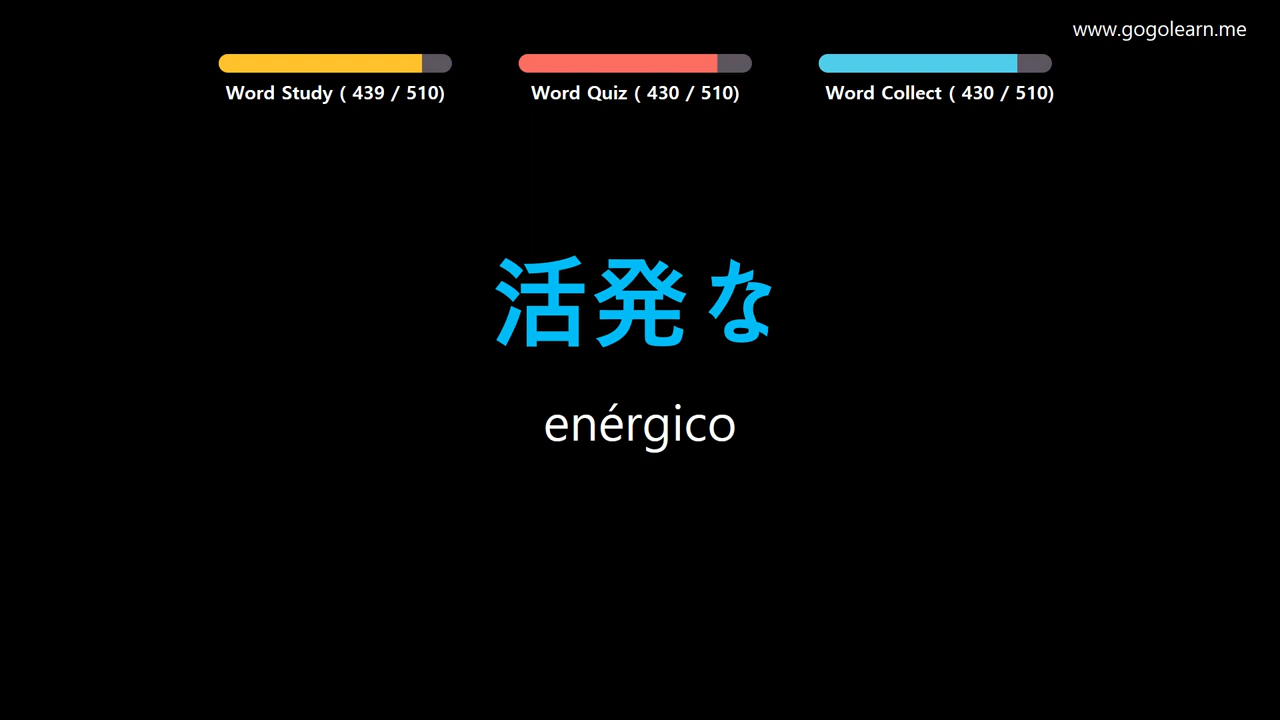 www.gogolearn.me
Word Study ( 439 / 510)
Word Quiz ( 430 / 510)
Word Collect ( 430 / 510)
活発な
enérgico